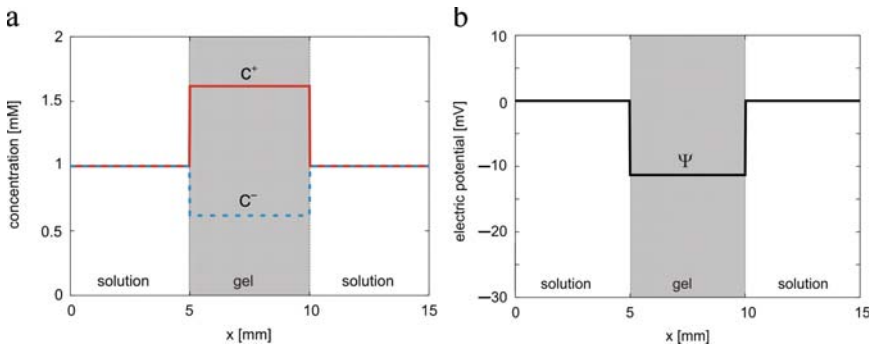 a
2
1.5
1
0.5
0
concentration [mM]
C⁺
C⁻
solution
gel
solution
0
5
10
15
x [mm]
b
10
0
−10
−20
−30
electric potential [mV]
Ψ
solution
gel
solution
0
5
10
15
x [mm]